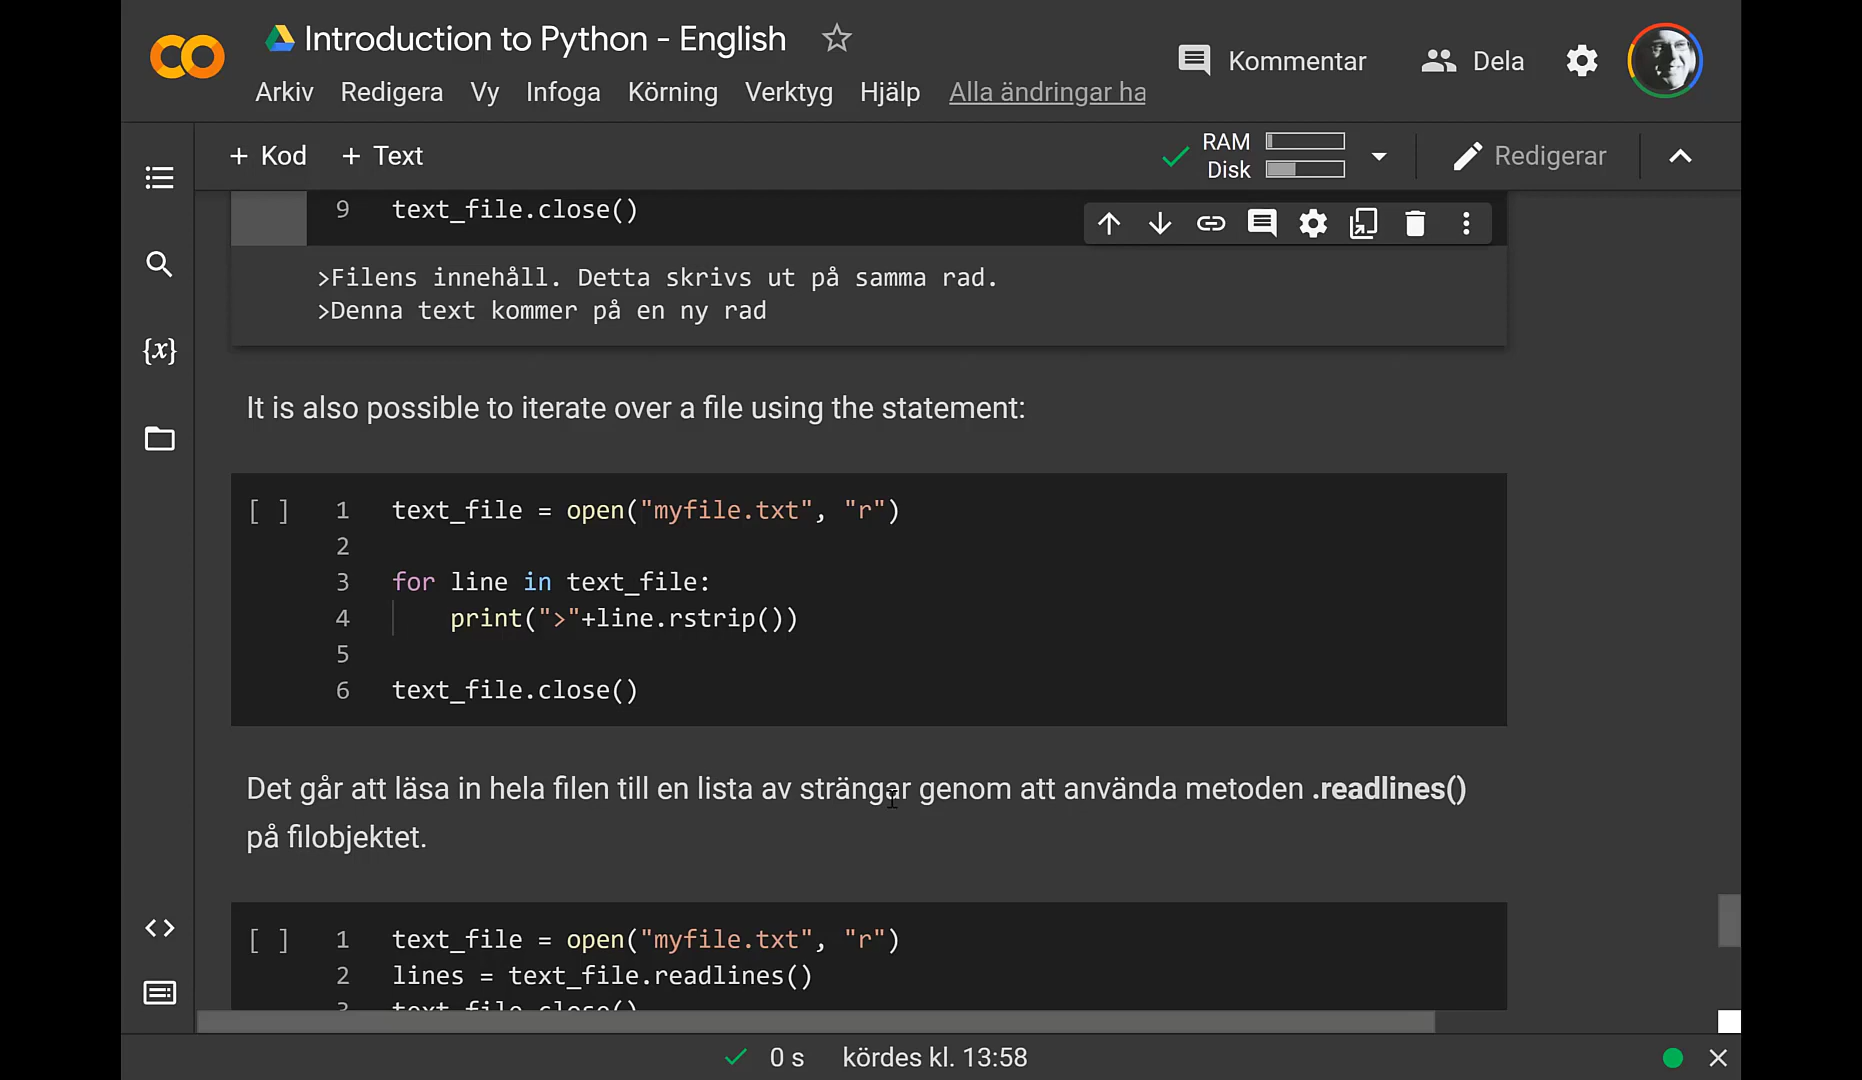 Introduction to Python - English
Kommentar
Dela
Arkiv Redigera Vy Infoga Körning Verktyg Hjälp Alla ändringar ha
+ Kod + Text
RAM
Disk
Redigerar
9 text_file.close()
>Filens innehåll. Detta skrivs ut på samma rad.
>Denna text kommer på en ny rad
{x}
It is also possible to iterate over a file using the statement:
[ ] 1 text_file = open("myfile.txt", "r")
2
3 for line in text_file:
4 print(">"+line.rstrip())
5
6 text_file.close()
Det går att läsa in hela filen till en lista av strängar genom att använda metoden .readlines()
på filobjektet.
[ ] 1 text_file = open("myfile.txt", "r")
2 lines = text_file.readlines()
3 text_file.close()
0 s kördes kl. 13:58